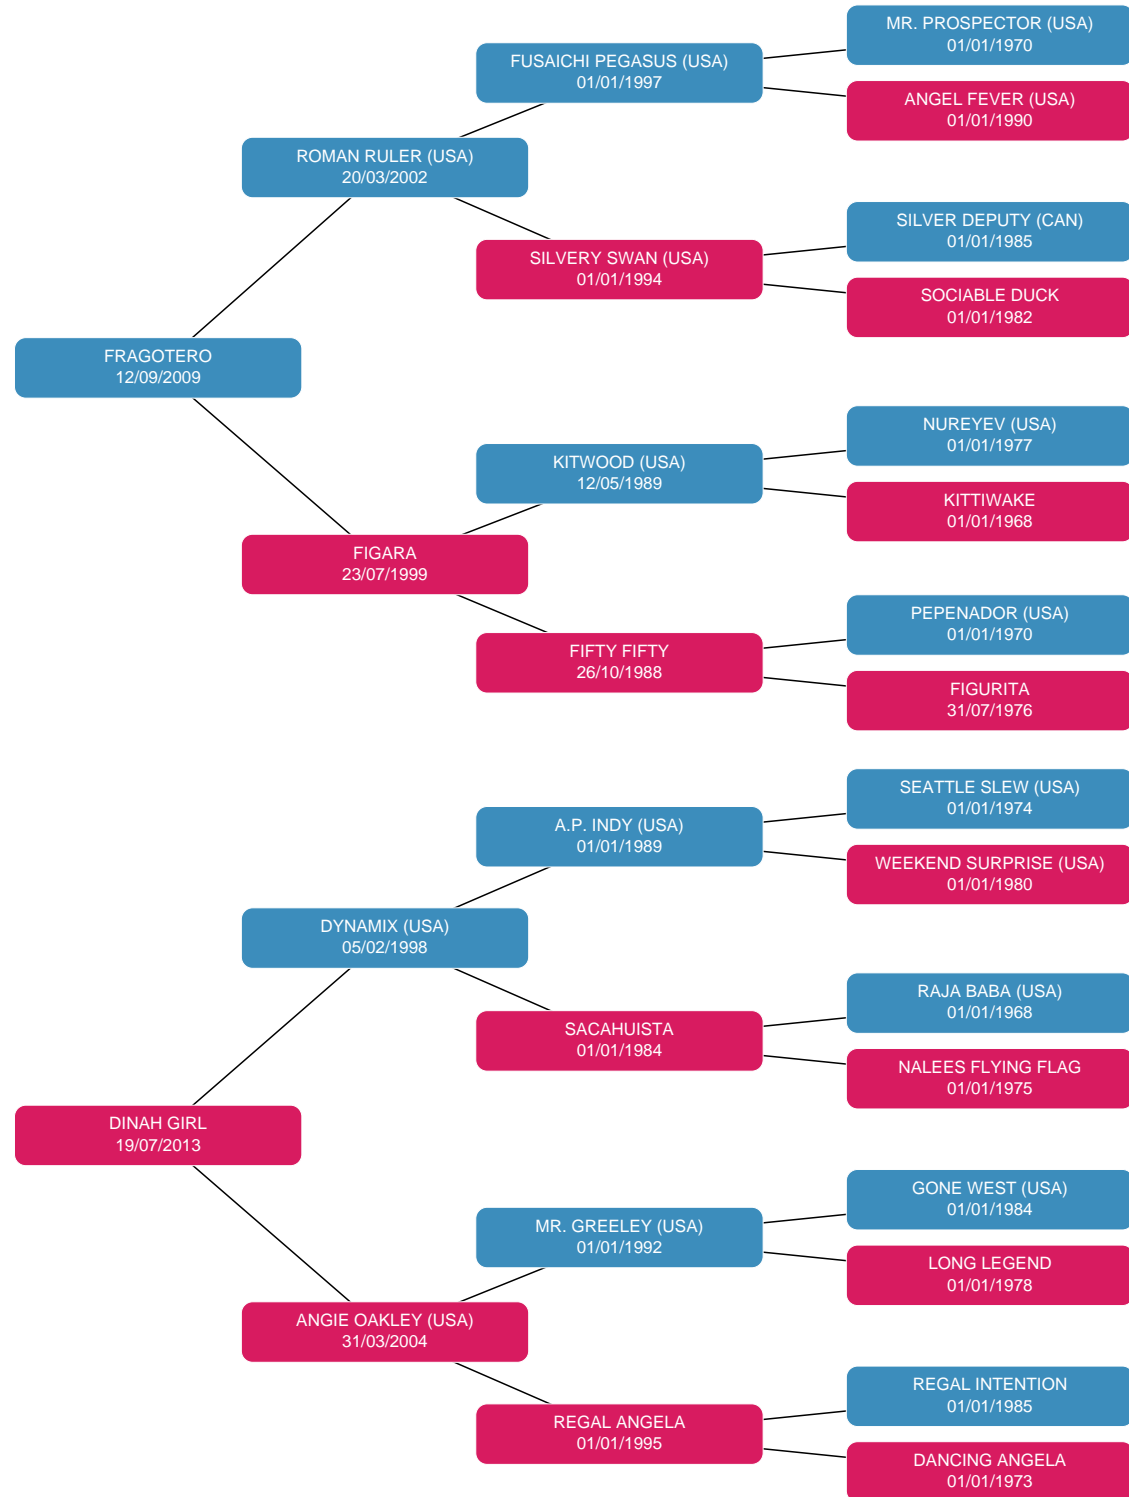 MR. PROSPECTOR (USA)
01/01/1970
FUSAICHI PEGASUS (USA)
01/01/1997
ANGEL FEVER (USA)
01/01/1990
ROMAN RULER (USA)
20/03/2002
SILVER DEPUTY (CAN)
01/01/1985
SILVERY SWAN (USA)
01/01/1994
SOCIABLE DUCK
01/01/1982
FRAGOTERO
12/09/2009
NUREYEV (USA)
01/01/1977
KITWOOD (USA)
12/05/1989
KITTIWAKE
01/01/1968
FIGARA
23/07/1999
PEPENADOR (USA)
01/01/1970
FIFTY FIFTY
26/10/1988
FIGURITA
31/07/1976
SEATTLE SLEW (USA)
01/01/1974
A.P. INDY (USA)
01/01/1989
WEEKEND SURPRISE (USA)
01/01/1980
DYNAMIX (USA)
05/02/1998
RAJA BABA (USA)
01/01/1968
SACAHUISTA
01/01/1984
NALEES FLYING FLAG
01/01/1975
DINAH GIRL
19/07/2013
GONE WEST (USA)
01/01/1984
MR. GREELEY (USA)
01/01/1992
LONG LEGEND
01/01/1978
ANGIE OAKLEY (USA)
31/03/2004
REGAL INTENTION
01/01/1985
REGAL ANGELA
01/01/1995
DANCING ANGELA
01/01/1973